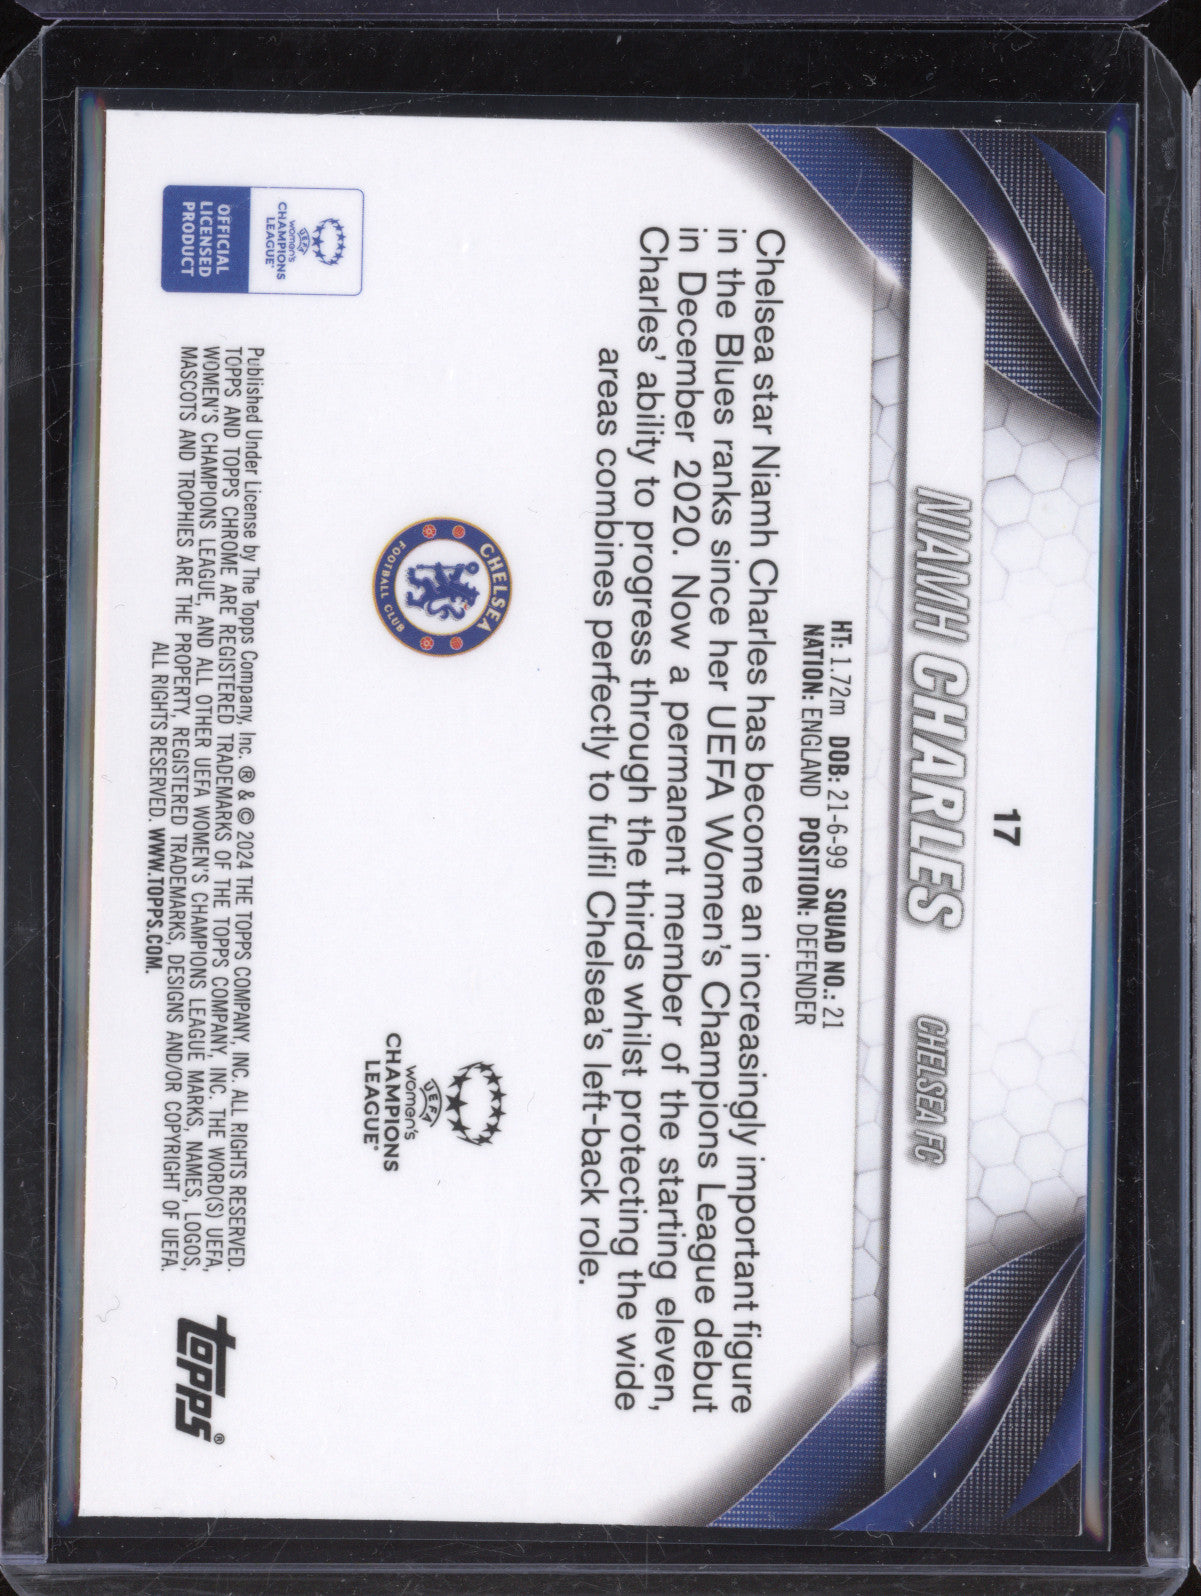 17
NIAMH CHARLES CHELSEA FC
HT: 1.72m DOB: 21-6-99 SQUAD NO.: 21
NATION: ENGLAND POSITION: DEFENDER
Chelsea star Niamh Charles has become an increasingly important figure
in the Blues ranks since her UEFA Women's Champions League debut
in December 2020. Now a permanent member of the starting eleven,
Charles' ability to progress through the thirds whilst protecting the wide
areas combines perfectly to fulfil Chelsea's left-back role.
CHELSEA
FOOTBALL CLUB
UEFA
women's
CHAMPIONS
LEAGUE®
UEFA
women's
CHAMPIONS
LEAGUE®
OFFICIAL
LICENSED
PRODUCT
Published Under License by The Topps Company, Inc. ® & © 2024 THE TOPPS COMPANY, INC. ALL RIGHTS RESERVED.
TOPPS AND TOPPS CHROME ARE REGISTERED TRADEMARKS OF THE TOPPS COMPANY, INC. THE WORD(S) UEFA,
WOMEN'S CHAMPIONS LEAGUE, AND ALL OTHER UEFA WOMEN'S CHAMPIONS LEAGUE MARKS, NAMES, LOGOS,
MASCOTS AND TROPHIES ARE THE PROPERTY, REGISTERED TRADEMARKS, DESIGNS AND/OR COPYRIGHT OF UEFA.
ALL RIGHTS RESERVED. WWW.TOPPS.COM.
topps®